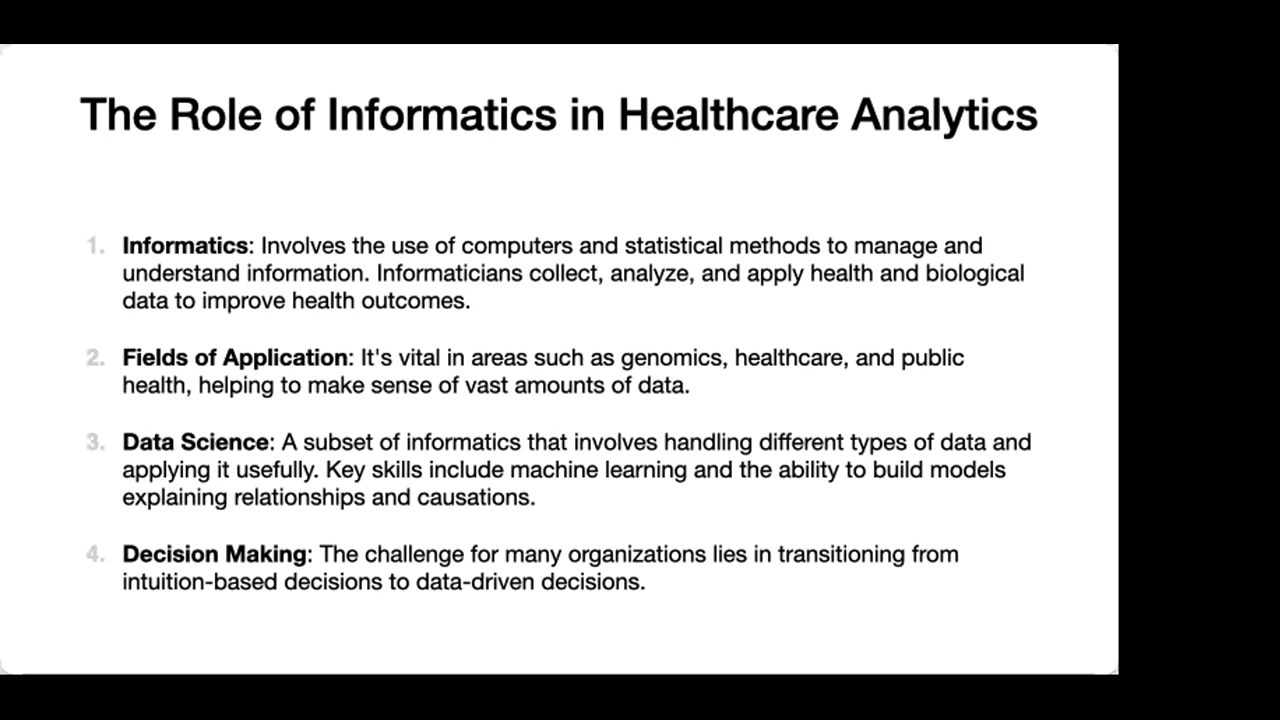 The Role of Informatics in Healthcare Analytics
1. Informatics: Involves the use of computers and statistical methods to manage and
understand information. Informaticians collect, analyze, and apply health and biological
data to improve health outcomes.
2. Fields of Application: It's vital in areas such as genomics, healthcare, and public
health, helping to make sense of vast amounts of data.
3. Data Science: A subset of informatics that involves handling different types of data and
applying it usefully. Key skills include machine learning and the ability to build models
explaining relationships and causations.
4. Decision Making: The challenge for many organizations lies in transitioning from
intuition-based decisions to data-driven decisions.